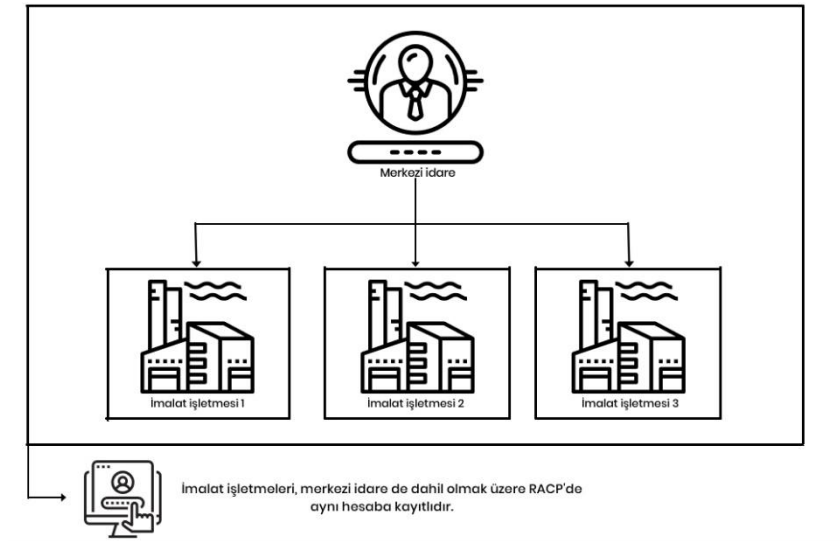 Merkezi idare
İmalat işletmesi 1
İmalat işletmesi 2
İmalat işletmesi 3
İmalat işletmeleri, merkezi idare de dahil olmak üzere RACP'de
aynı hesaba kayıtlıdır.